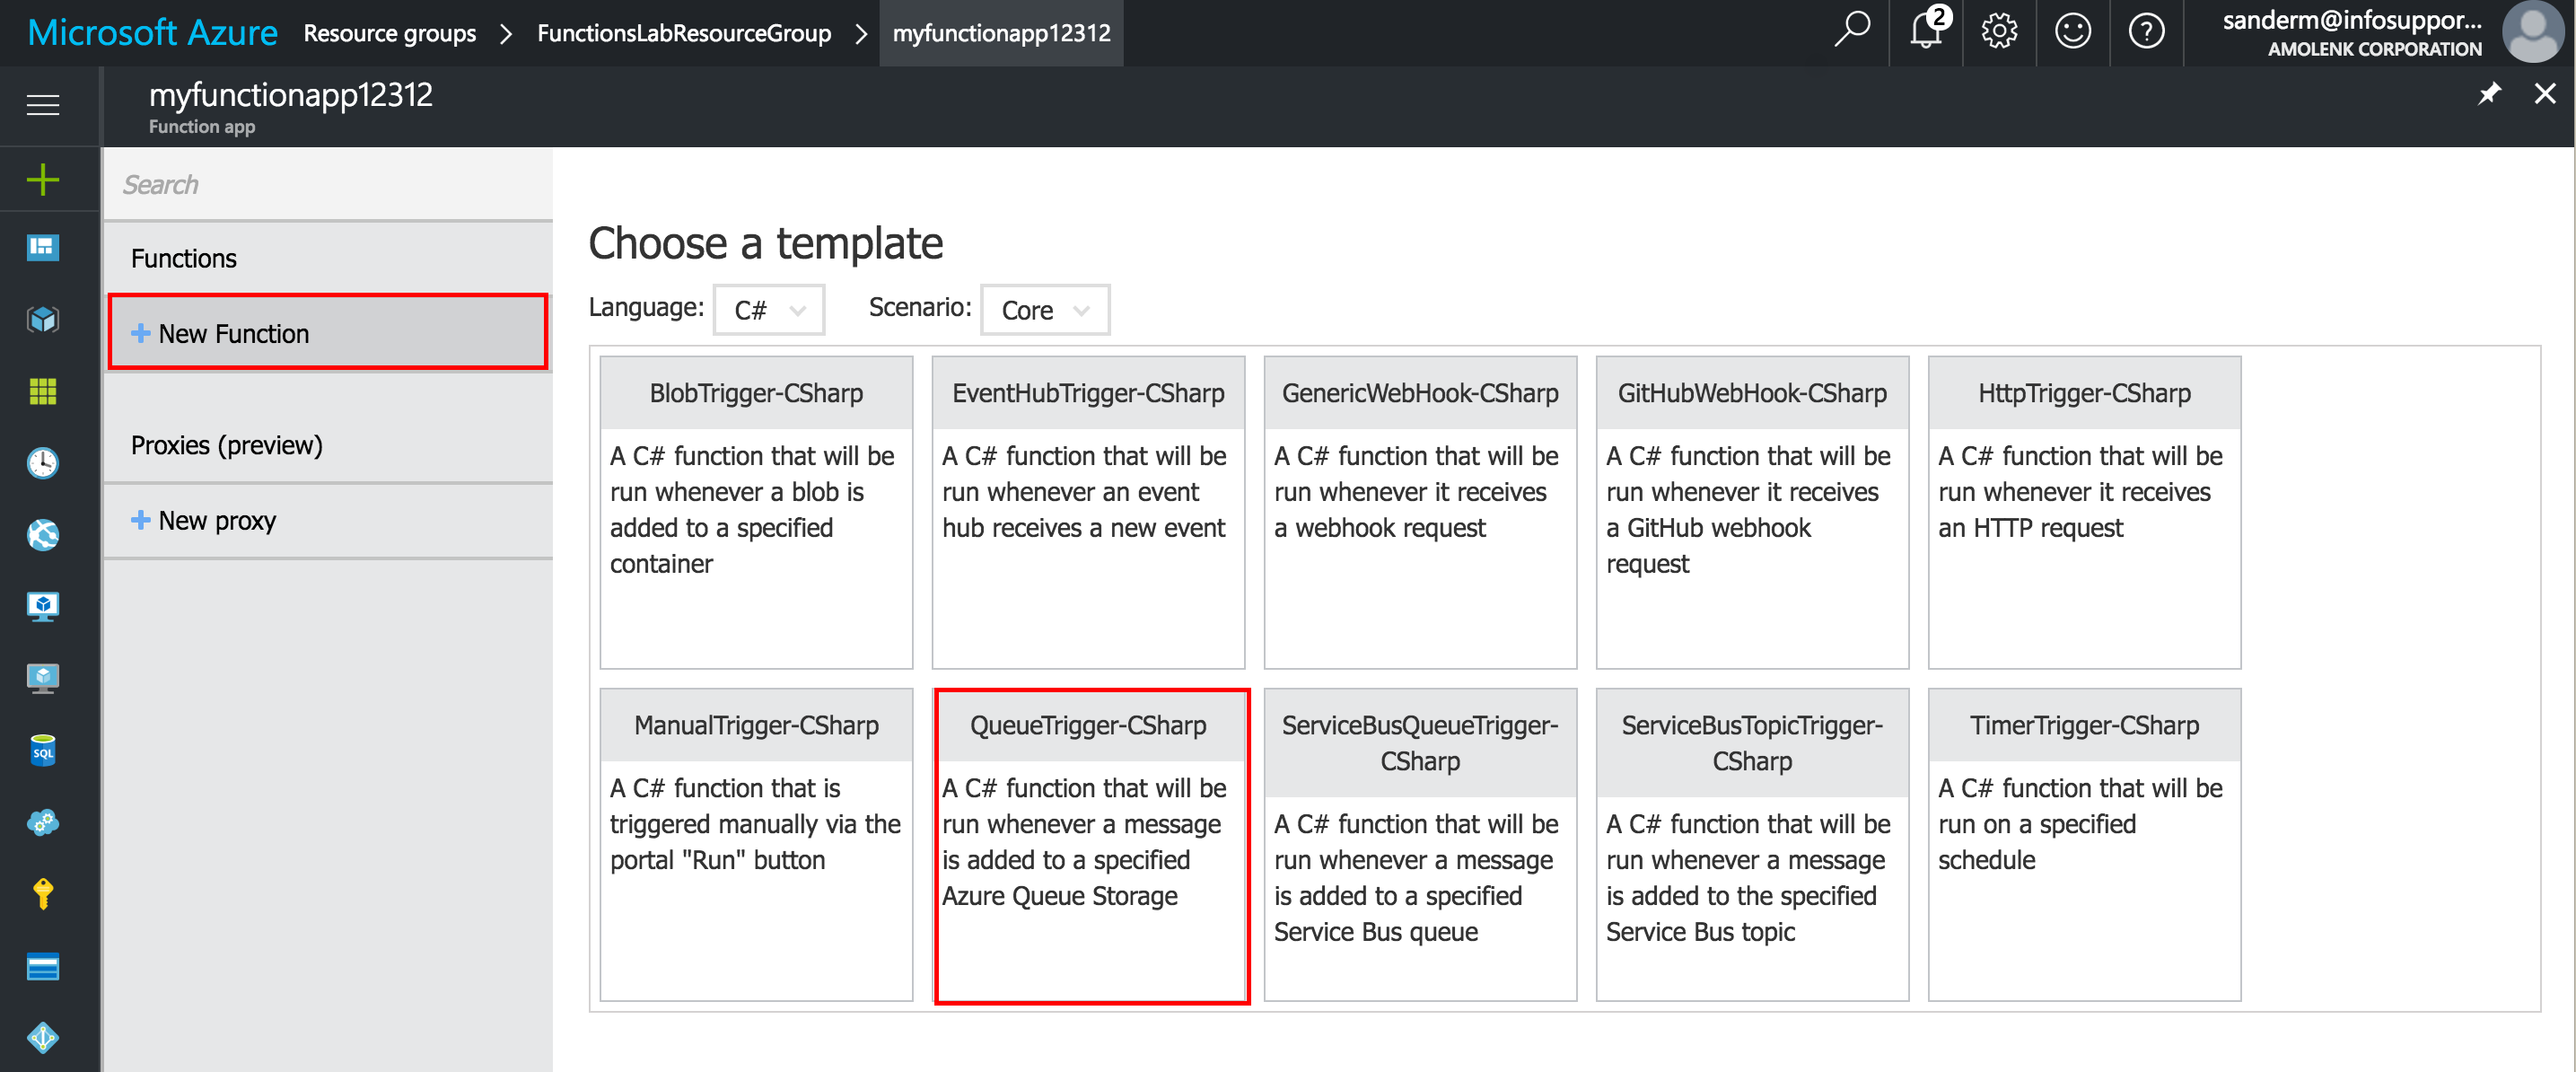 Microsoft Azure Resource groups > FunctionsLabResourceGroup > myfunctionapp12312
2
sanderm@infosuppor...
AMOLENK CORPORATION
myfunctionapp12312
Function app
Search
Functions
+ New Function
Proxies (preview)
+ New proxy
SQL
Choose a template
Language: C# Scenario: Core
BlobTrigger-CSharp
A C# function that will be
run whenever a blob is
added to a specified
container
EventHubTrigger-CSharp
A C# function that will be
run whenever an event
hub receives a new event
GenericWebHook-CSharp
A C# function that will be
run whenever it receives
a webhook request
GitHubWebHook-CSharp
A C# function that will be
run whenever it receives
a GitHub webhook
request
HttpTrigger-CSharp
A C# function that will be
run whenever it receives
an HTTP request
ManualTrigger-CSharp
A C# function that is
triggered manually via the
portal "Run" button
QueueTrigger-CSharp
A C# function that will be
run whenever a message
is added to a specified
Azure Queue Storage
ServiceBusQueueTrigger-
CSharp
A C# function that will be
run whenever a message
is added to a specified
Service Bus queue
ServiceBusTopicTrigger-
CSharp
A C# function that will be
run whenever a message
is added to the specified
Service Bus topic
TimerTrigger-CSharp
A C# function that will be
run on a specified
schedule